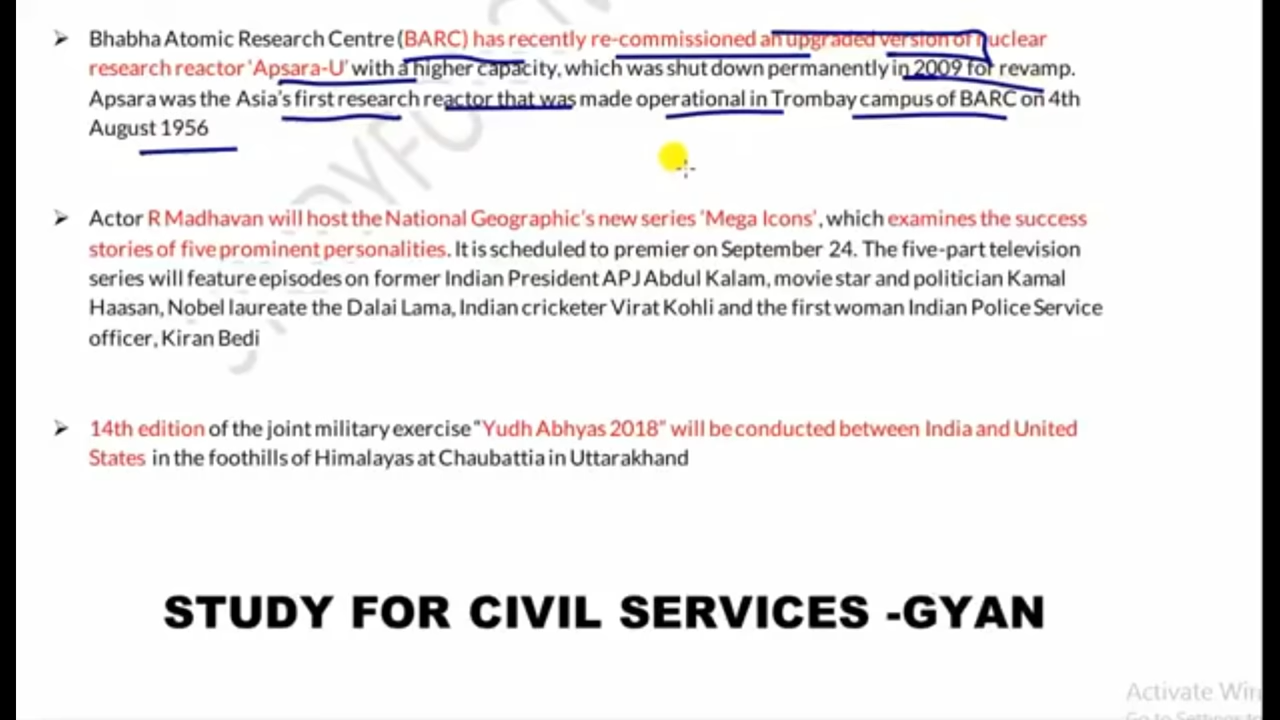 Bhabha Atomic Research Centre (BARC) has recently re-commissioned an upgraded version of nuclear
research reactor 'Apsara-U' with a higher capacity, which was shut down permanently in 2009 for revamp.
Apsara was the Asia's first research reactor that was made operational in Trombay campus of BARC on 4th
August 1956
Actor R Madhavan will host the National Geographic's new series 'Mega Icons', which examines the success
stories of five prominent personalities. It is scheduled to premier on September 24. The five-part television
series will feature episodes on former Indian President APJ Abdul Kalam, movie star and politician Kamal
Haasan, Nobel laureate the Dalai Lama, Indian cricketer Virat Kohli and the first woman Indian Police Service
officer, Kiran Bedi
14th edition of the joint military exercise "Yudh Abhyas 2018" will be conducted between India and United
States in the foothills of Himalayas at Chaubattia in Uttarakhand
STUDY FOR CIVIL SERVICES -GYAN
Activate Win